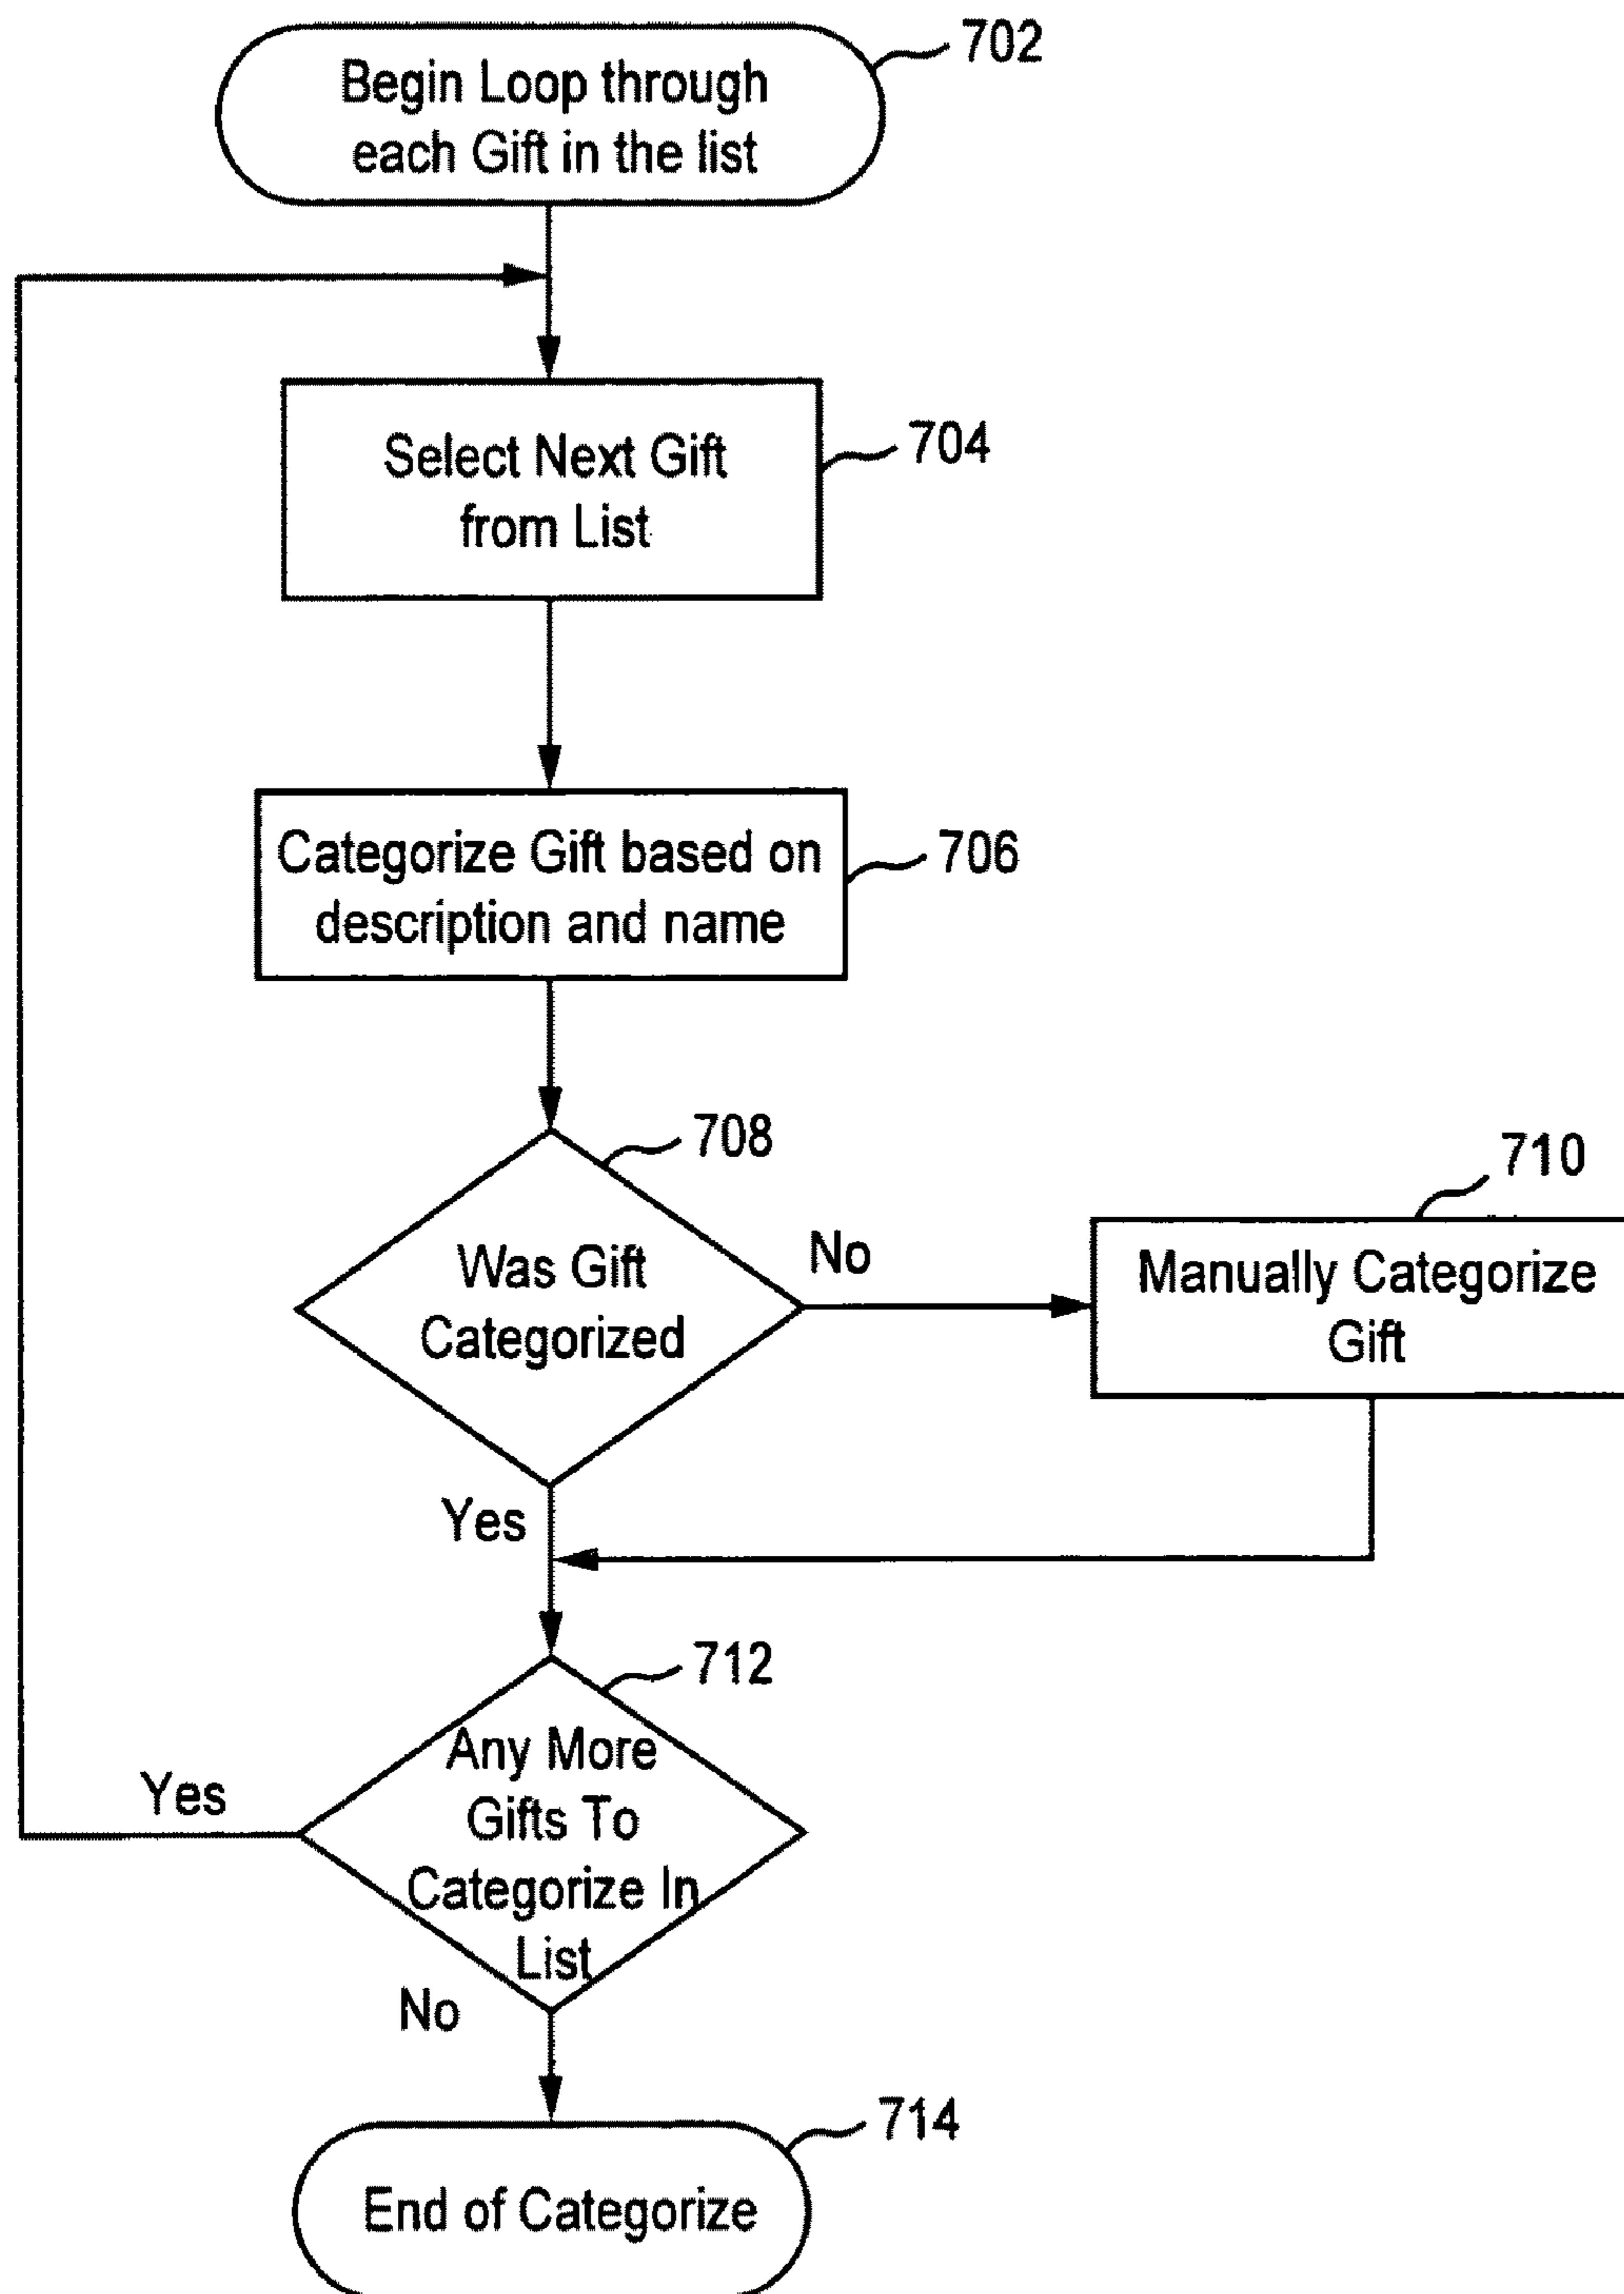 702
Begin Loop through
each Gift in the list
704
Select Next Gift
from List
706
Categorize Gift based on
description and name
708
710
Was Gift
Categorized
No
Manually Categorize
Gift
Yes
712
Any More
Gifts To
Categorize In
List
Yes
No
714
End of Categorize